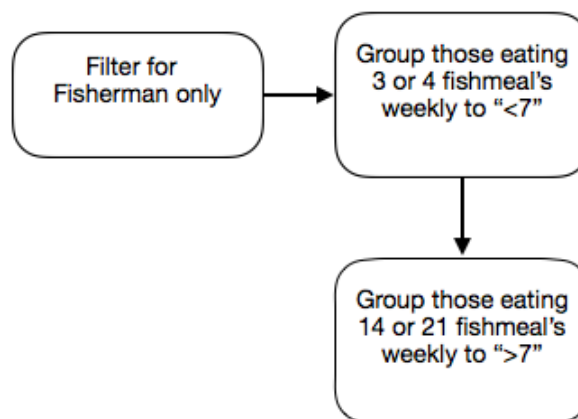 Filter for
Fisherman only
Group those eating
3 or 4 fishmeal's
weekly to “<7”
Group those eating
14 or 21 fishmeal's
weekly to “>7”